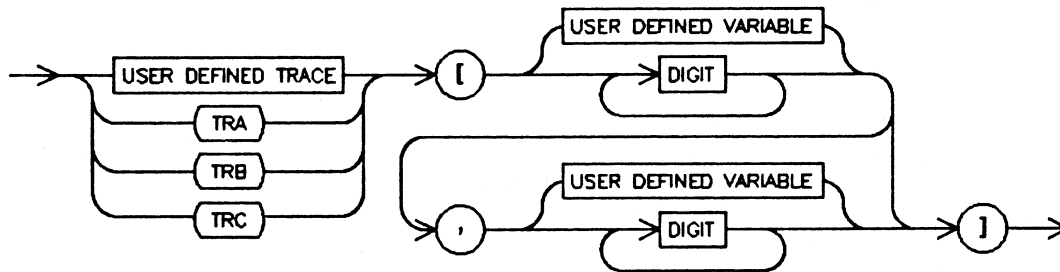 USER DEFINED TRACE
TRA
TRB
TRC
[
USER DEFINED VARIABLE
DIGIT
,
USER DEFINED VARIABLE
DIGIT
]